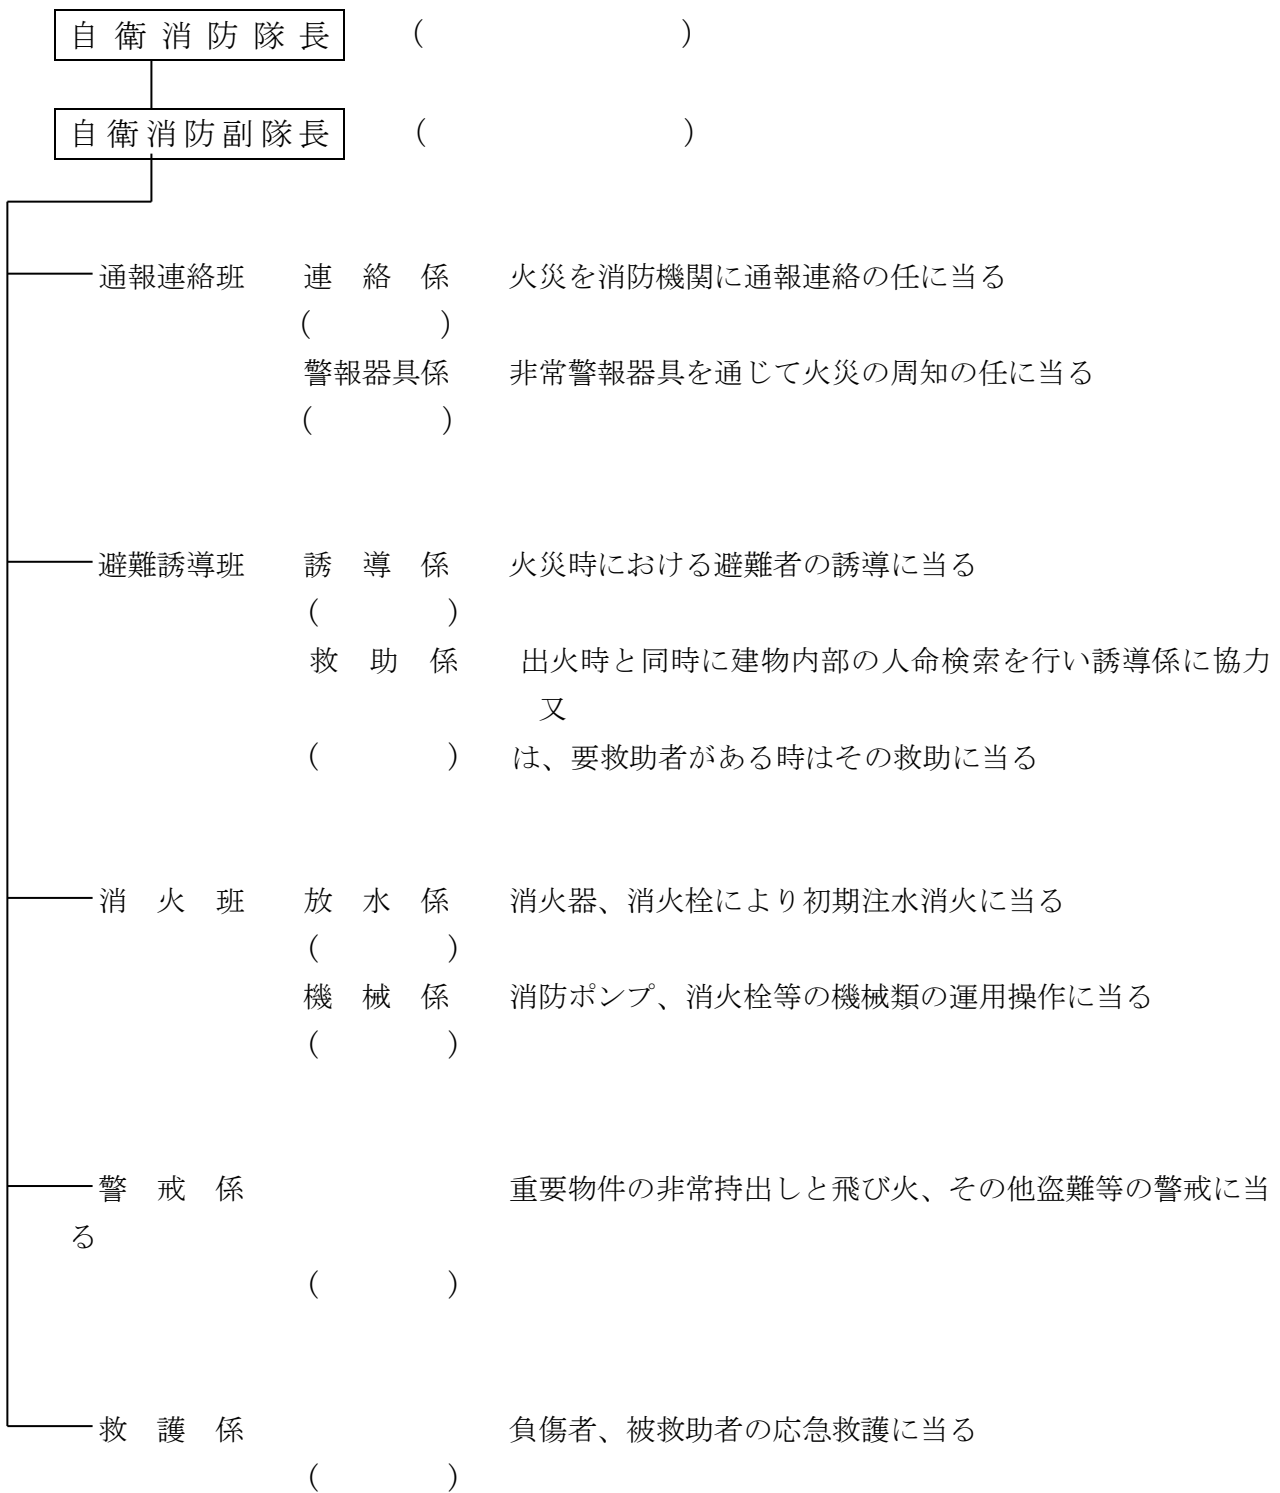 自衛消防隊長 (　　　　　　　　)
自衛消防副隊長 (　　　　　　　　)
通報連絡班 連絡係 火災を消防機関に通報連絡の任に当る
(　　　　)
警報器具係 非常警報器具を通じて火災の周知の任に当る
(　　　　)
避難誘導班 誘導係 火災時における避難者の誘導に当る
(　　　　)
救助係 出火時と同時に建物内部の人命検索を行い誘導係に協力
又
(　　　　) は、要救助者がある時はその救助に当る
消火班 放水係 消火器、消火栓により初期注水消火に当る
(　　　　)
機械係 消防ポンプ、消火栓等の機械類の運用操作に当る
(　　　　)
警戒係 重要物件の非常持出しと飛び火、その他盗難等の警戒に当
る
(　　　　)
救護係 負傷者、被救助者の応急救護に当る
(　　　　)